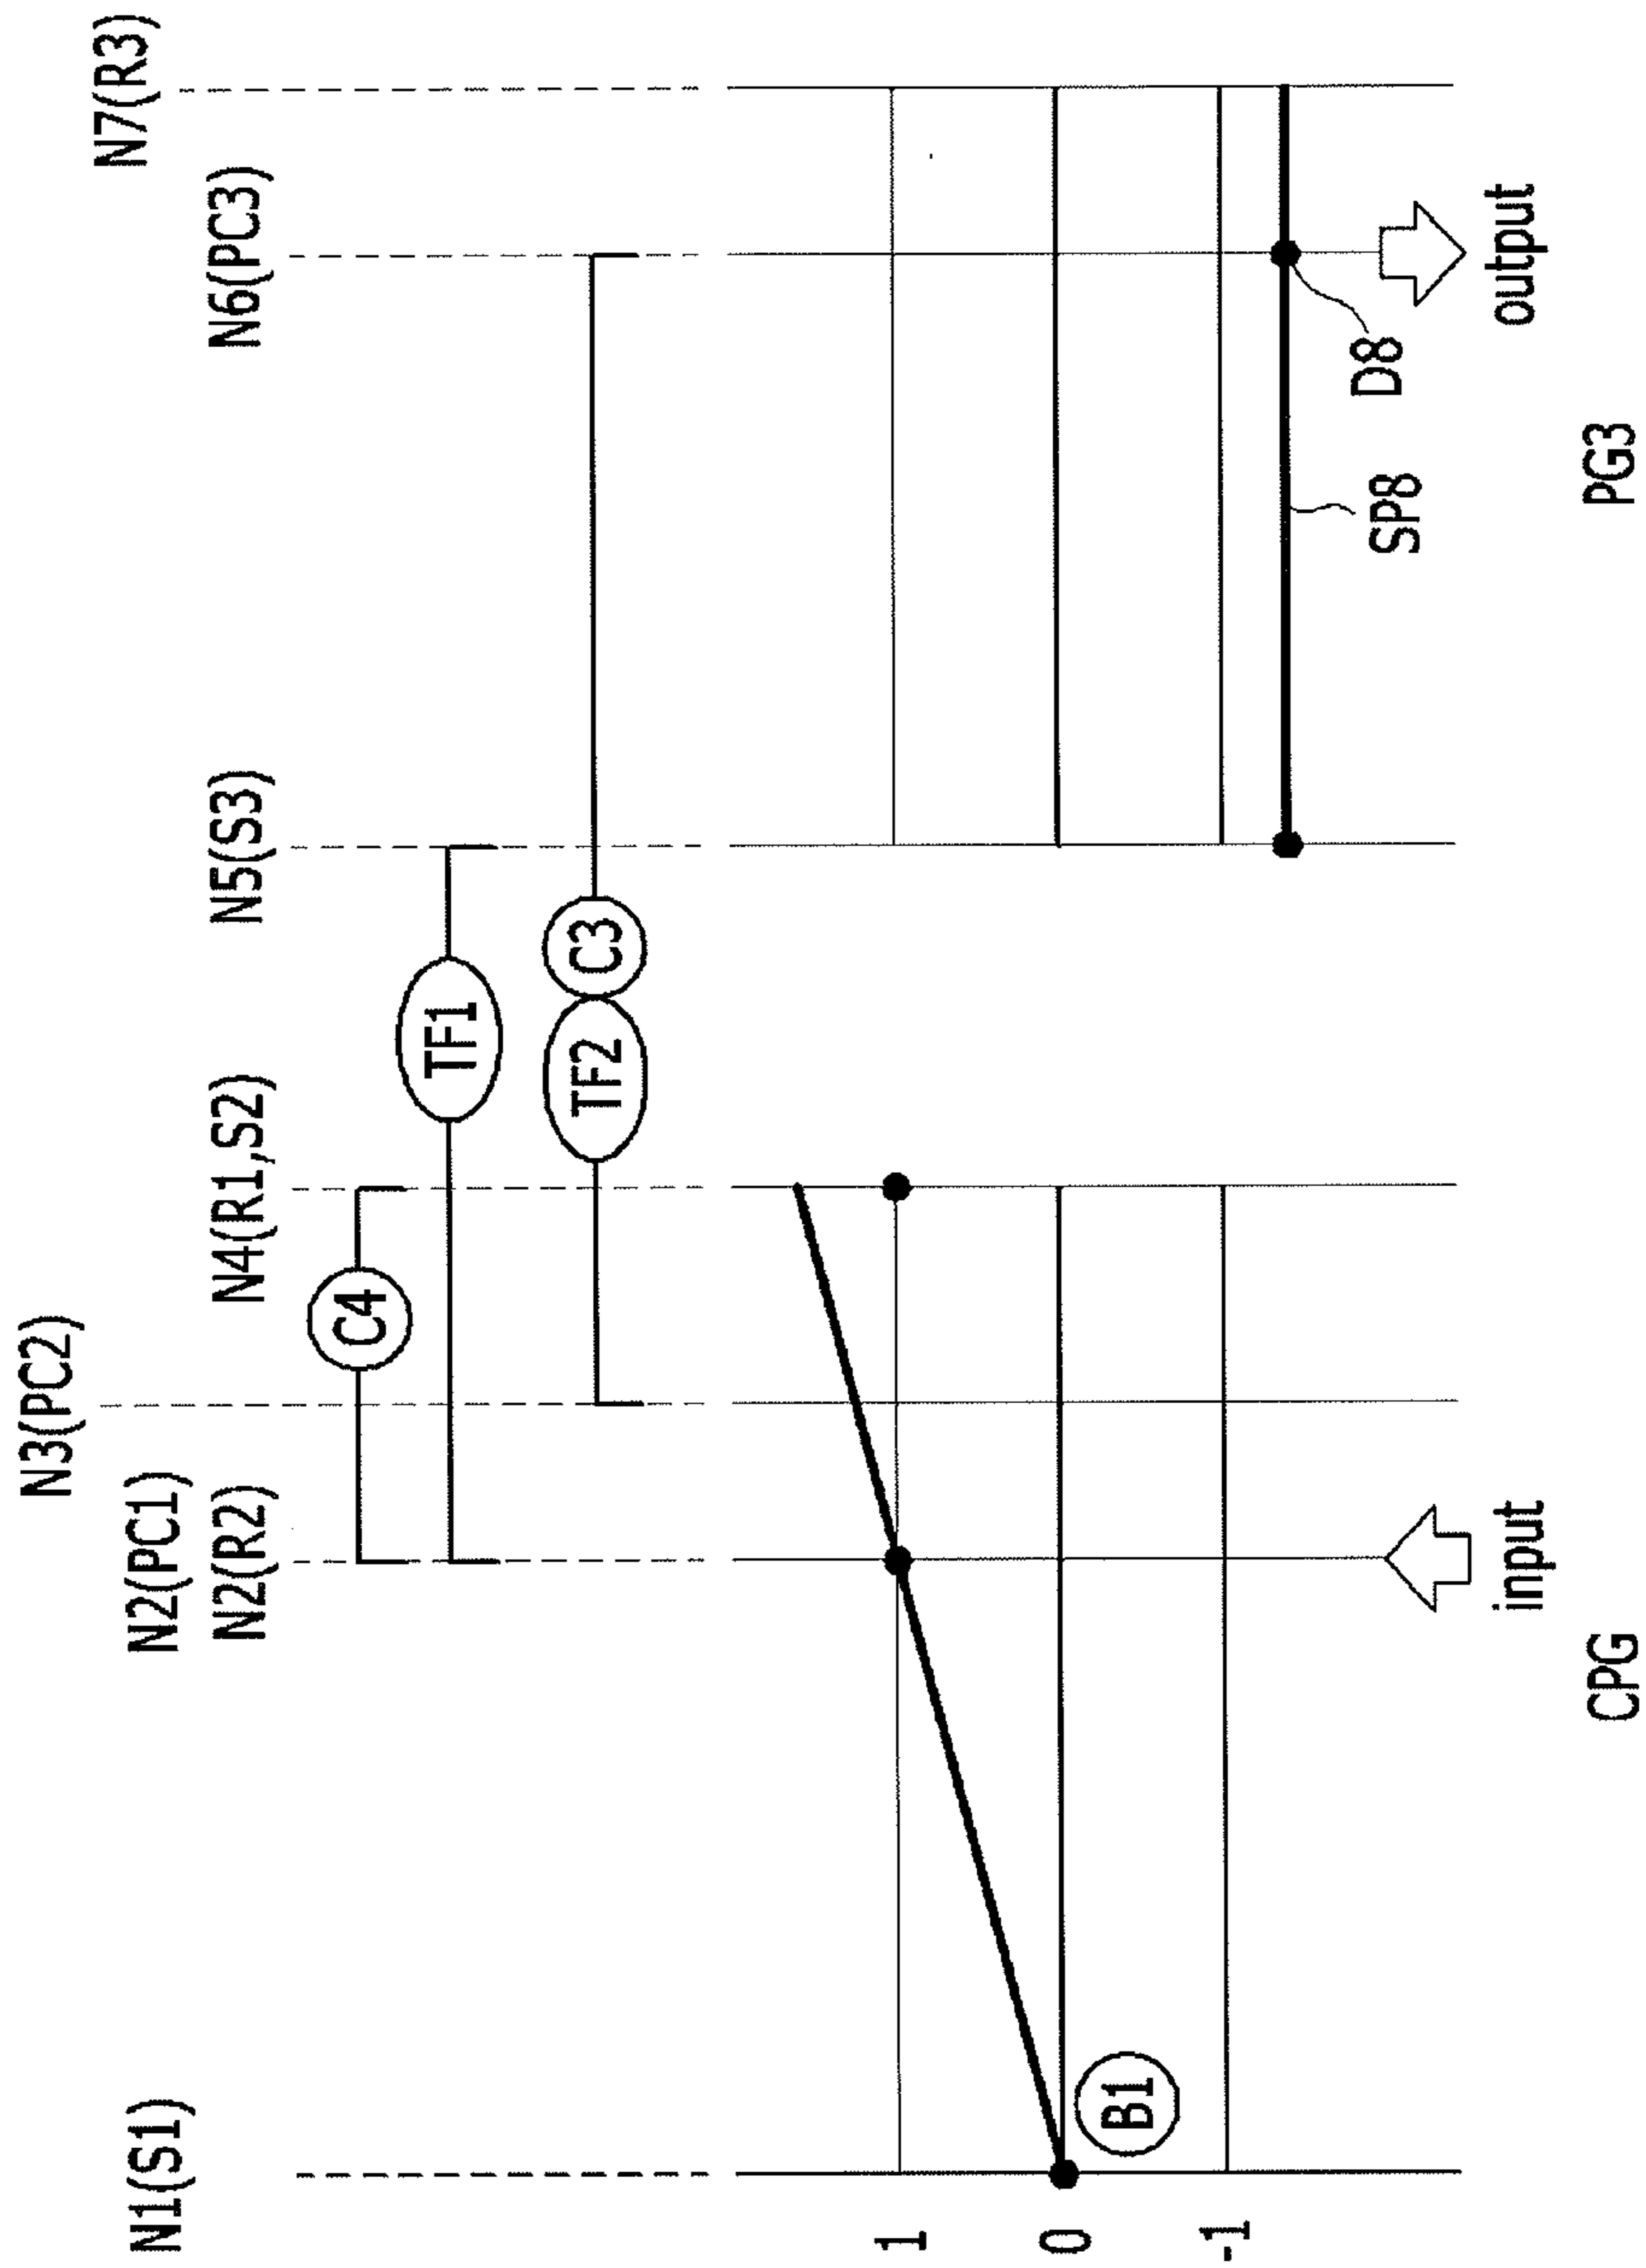 N3(PC2)
N7(R3)
N2(PC1)
N1(S1)
N2(R2)
N4(R1,S2)
N5(S3)
N6(PC3)
C4
TF1
TF2
C3
1
0
B1
-1
SP8
D8
input
output
CPG
PG3